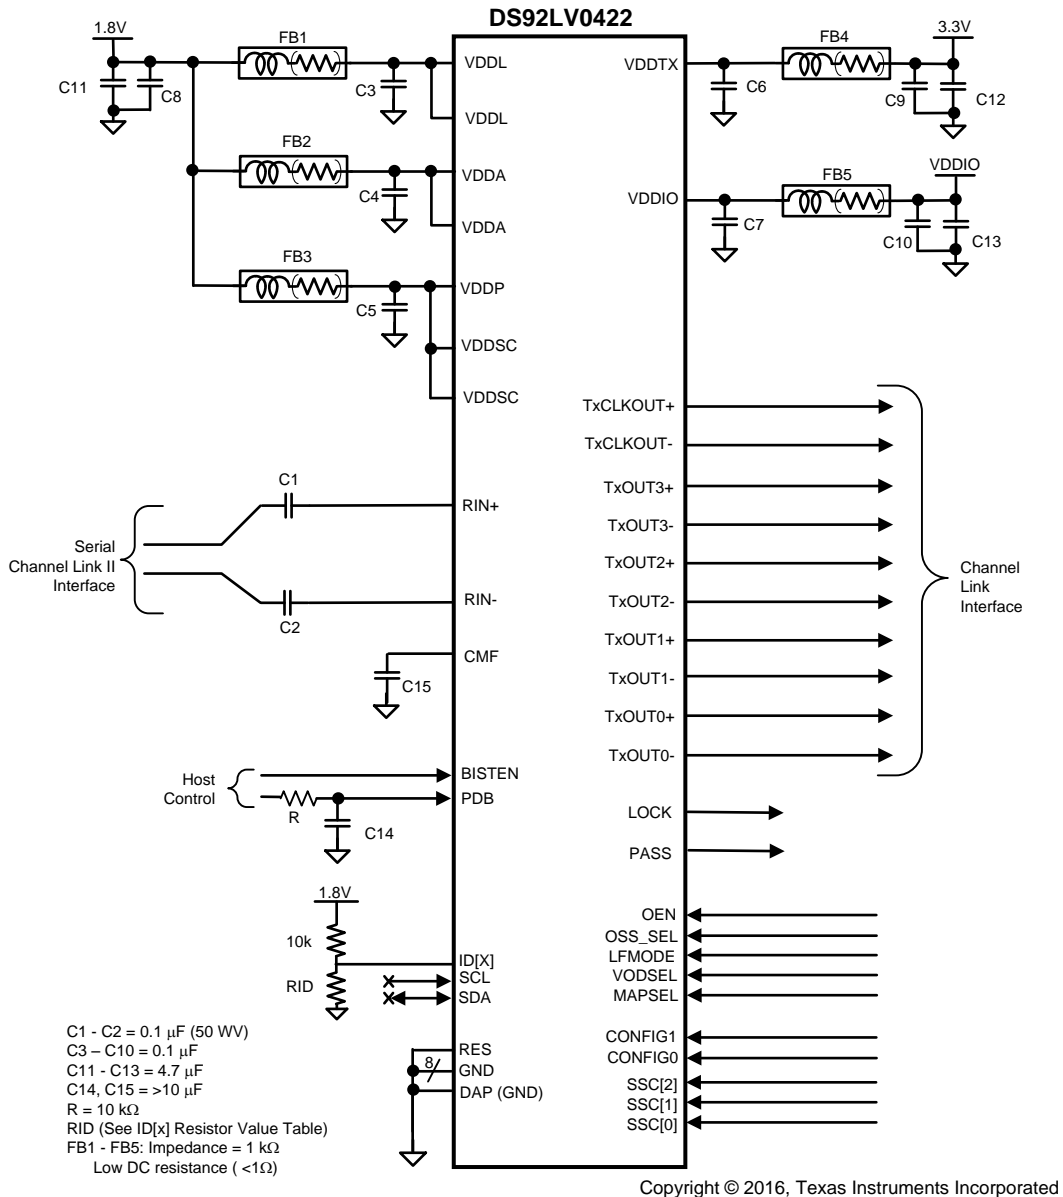 DS92LV0422
1.8V
FB1
C11
C8
C3
VDDL
VDDL
FB2
C4
VDDA
VDDA
FB3
C5
VDDP
VDDSC
VDDSC
3.3V
FB4
VDDTX
C6
C9
C12
VDDIO
FB5
VDDIO
C7
C10
C13
C1
RIN+
Serial
Channel Link II
Interface
RIN-
C2
CMF
C15
Host
Control
BISTEN
PDB
R
C14
1.8V
10k
RID
ID[X]
SCL
SDA
RES
8
GND
DAP (GND)
TxCLKOUT+
TxCLKOUT-
TxOUT3+
TxOUT3-
TxOUT2+
TxOUT2-
TxOUT1+
TxOUT1-
TxOUT0+
TxOUT0-
Channel
Link
Interface
LOCK
PASS
OEN
OSS_SEL
LFMODE
VODSEL
MAPSEL
CONFIG1
CONFIG0
SSC[2]
SSC[1]
SSC[0]
C1 - C2 = 0.1 μF (50 WV)
C3 – C10 = 0.1 μF
C11 - C13 = 4.7 μF
C14, C15 = >10 μF
R = 10 kΩ
RID (See ID[x] Resistor Value Table)
FB1 - FB5: Impedance = 1 kΩ
Low DC resistance ( <1Ω)
Copyright © 2016, Texas Instruments Incorporated